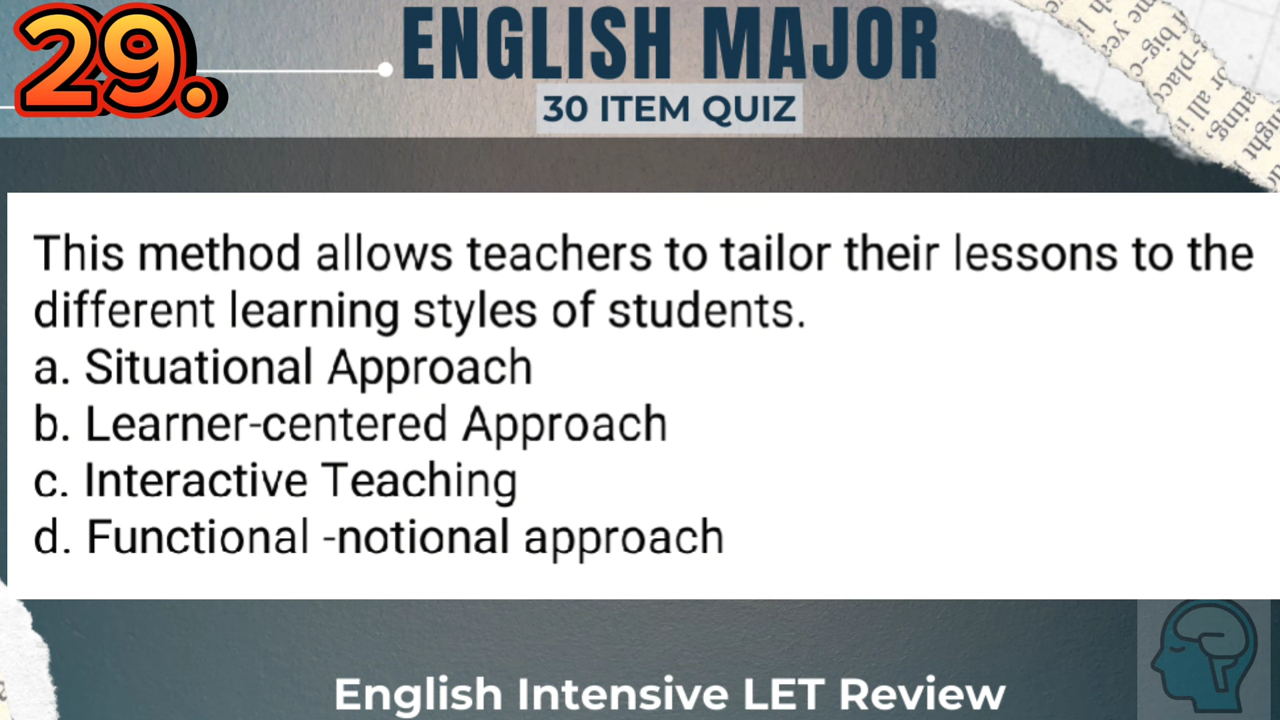 29.
ENGLISH MAJOR
30 ITEM QUIZ
This method allows teachers to tailor their lessons to the
different learning styles of students.
a. Situational Approach
b. Learner-centered Approach
c. Interactive Teaching
d. Functional -notional approach
English Intensive LET Review